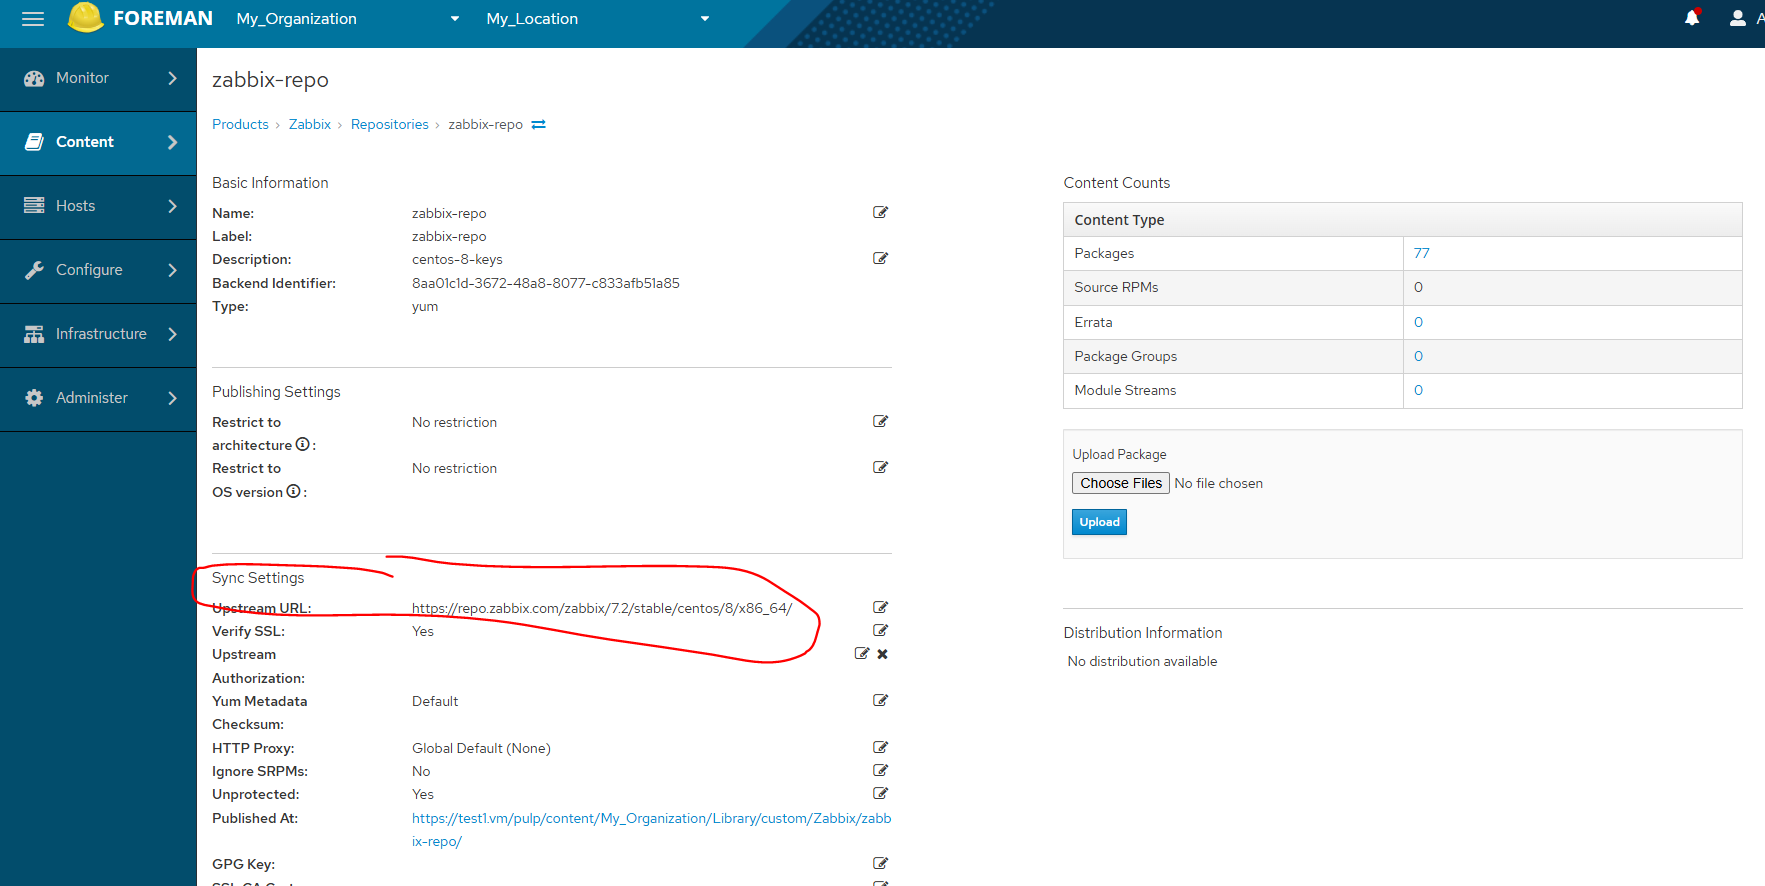 FOREMAN My_Organization My_Location A
Monitor
Content
Hosts
Configure
Infrastructure
Administer
zabbix-repo
Products › Zabbix › Repositories › zabbix-repo
Basic Information
Name: zabbix-repo
Label: zabbix-repo
Description: centos-8-keys
Backend Identifier: 8aa01c1d-3672-48a8-8077-c833afb51a85
Type: yum
Publishing Settings
Restrict to No restriction
architecture :
Restrict to No restriction
OS version :
Sync Settings
Upstream URL: https://repo.zabbix.com/zabbix/7.2/stable/centos/8/x86_64/
Verify SSL: Yes
Upstream
Authorization:
Yum Metadata Default
Checksum:
HTTP Proxy: Global Default (None)
Ignore SRPMs: No
Unprotected: Yes
Published At: https://test1.vm/pulp/content/My_Organization/Library/custom/Zabbix/zabb
ix-repo/
GPG Key:
SSL CA Cert
Content Counts
Content Type
Packages 77
Source RPMs 0
Errata 0
Package Groups 0
Module Streams 0
Upload Package
Choose Files No file chosen
Upload
Distribution Information
No distribution available